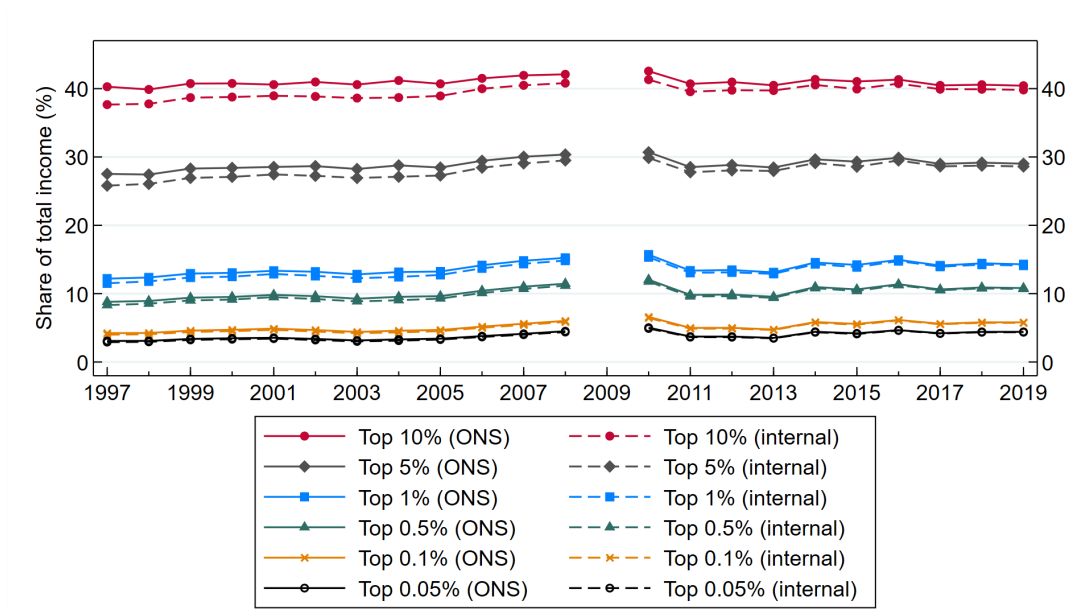 Share of total income (%)
40
30
20
10
0
40
30
20
10
0
1997 1999 2001 2003 2005 2007 2009 2011 2013 2015 2017 2019
Top 10% (ONS) Top 10% (internal)
Top 5% (ONS) Top 5% (internal)
Top 1% (ONS) Top 1% (internal)
Top 0.5% (ONS) Top 0.5% (internal)
Top 0.1% (ONS) Top 0.1% (internal)
Top 0.05% (ONS) Top 0.05% (internal)